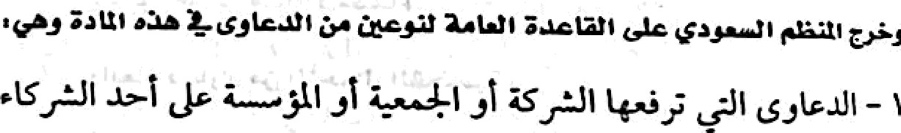 وخرج المنظم السعودي على القاعدة العامة لنوعين من الدعاوى في هذه المادة وهي:
١ - الدعاوى التي ترفعها الشركة أو الجمعية أو المؤسسة على أحد الشركاء